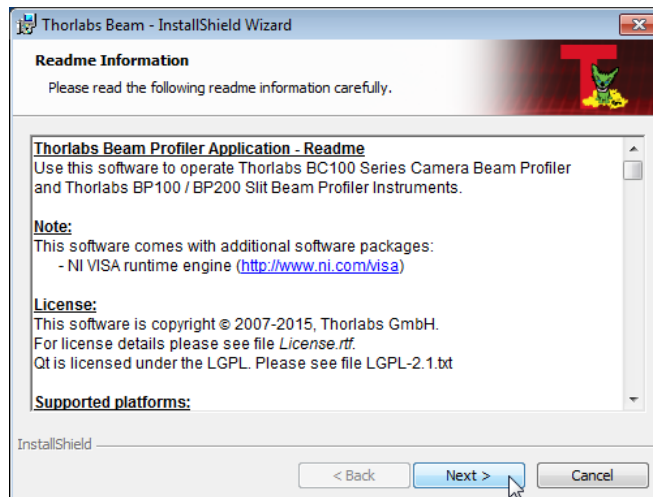 Thorlabs Beam - InstallShield Wizard
Readme Information
Please read the following readme information carefully.
Thorlabs Beam Profiler Application - Readme
Use this software to operate Thorlabs BC100 Series Camera Beam Profiler
and Thorlabs BP100 / BP200 Slit Beam Profiler Instruments.
Note:
This software comes with additional software packages:
- NI VISA runtime engine (http://www.ni.com/visa)
License:
This software is copyright © 2007-2015, Thorlabs GmbH.
For license details please see file License.rtf.
Qt is licensed under the LGPL. Please see file LGPL-2.1.txt
Supported platforms:
InstallShield
< Back
Next >
Cancel